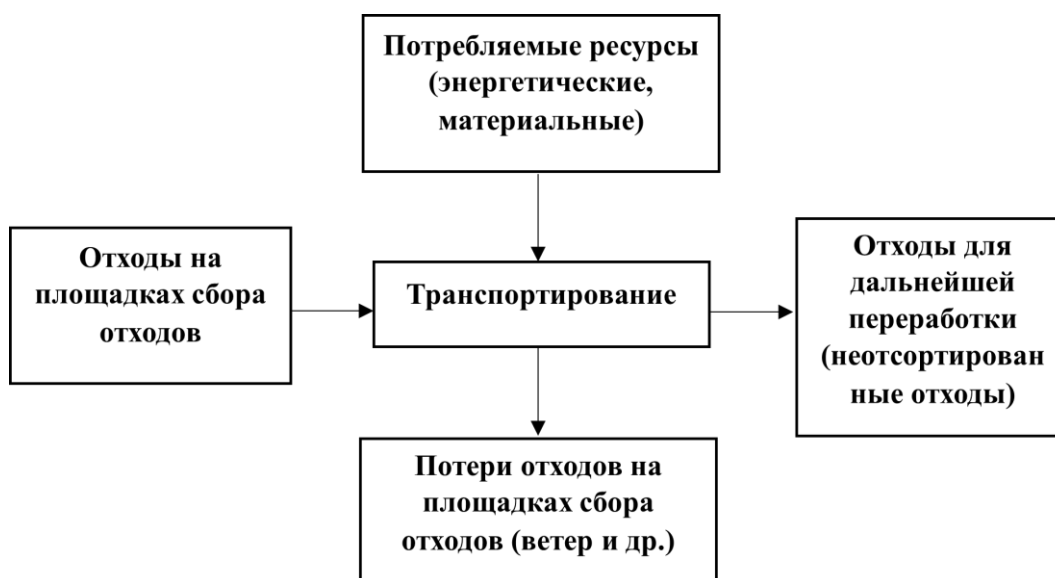 Потребляемые ресурсы
(энергетические,
материальные)
Отходы на
площадках сбора
отходов
Транспортирование
Отходы для
дальнейшей
переработки
(неотсортирован
ные отходы)
Потери отходов на
площадках сбора
отходов (ветер и др.)